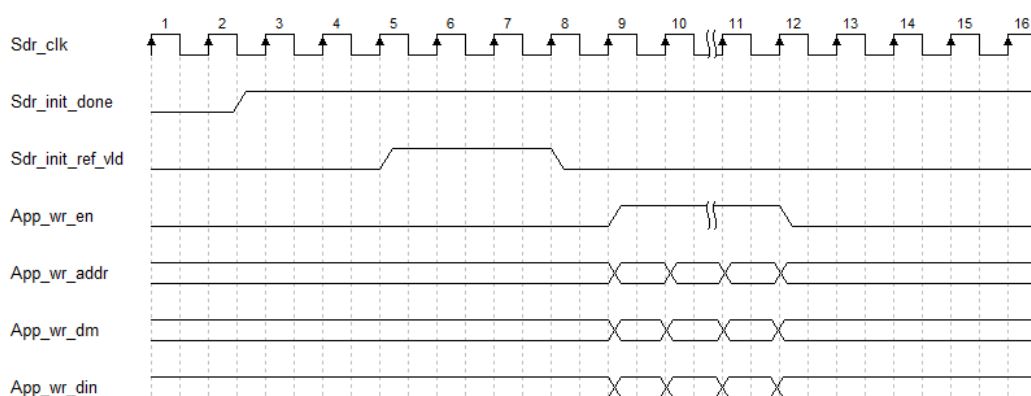 1 2 3 4 5 6 7 8 9 10 11 12 13 14 15 16
Sdr_clk
Sdr_init_done
Sdr_init_ref_vld
App_wr_en
App_wr_addr
App_wr_dm
App_wr_din